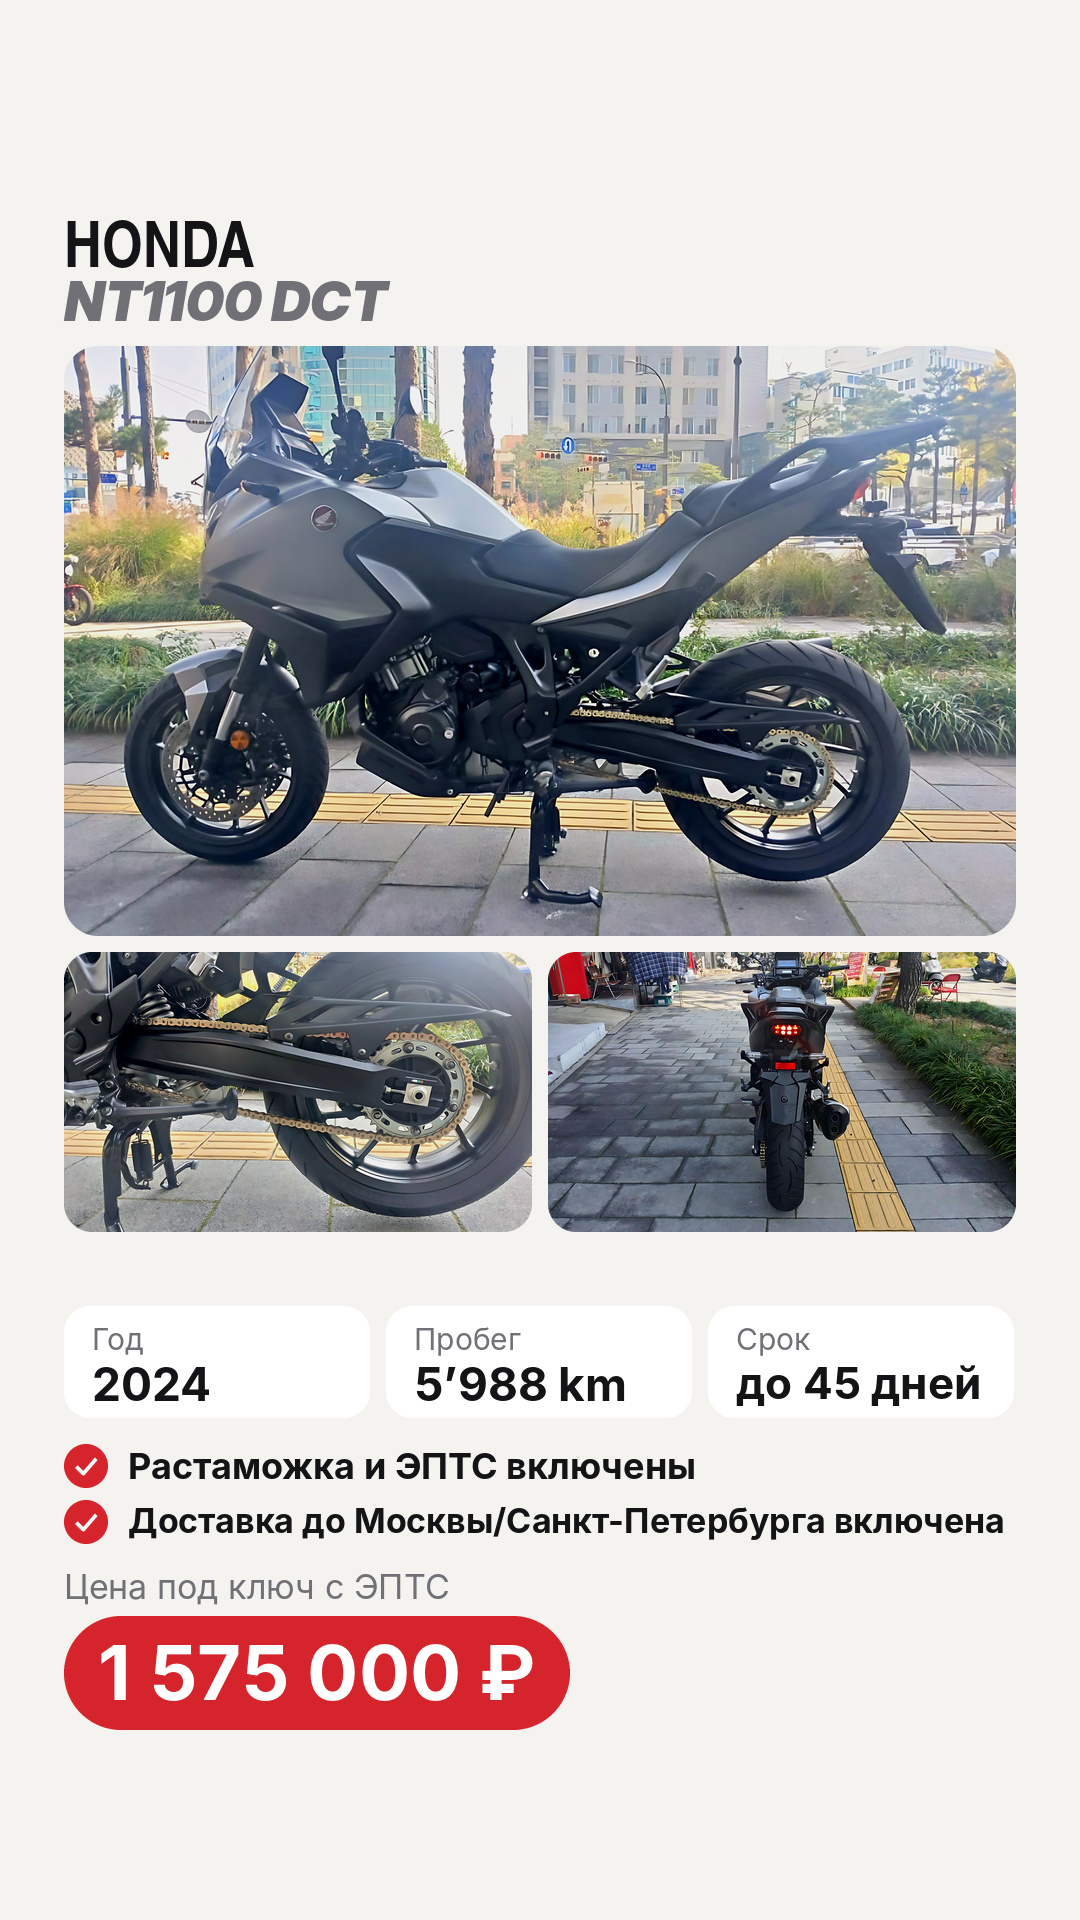 HONDA
NT1100 DCT
Год
2024
Пробег
5’988 km
Срок
до 45 дней
Растаможка и ЭПТС включены
Доставка до Москвы/Санкт-Петербурга включена
Цена под ключ с ЭПТС
1 575 000 ₽